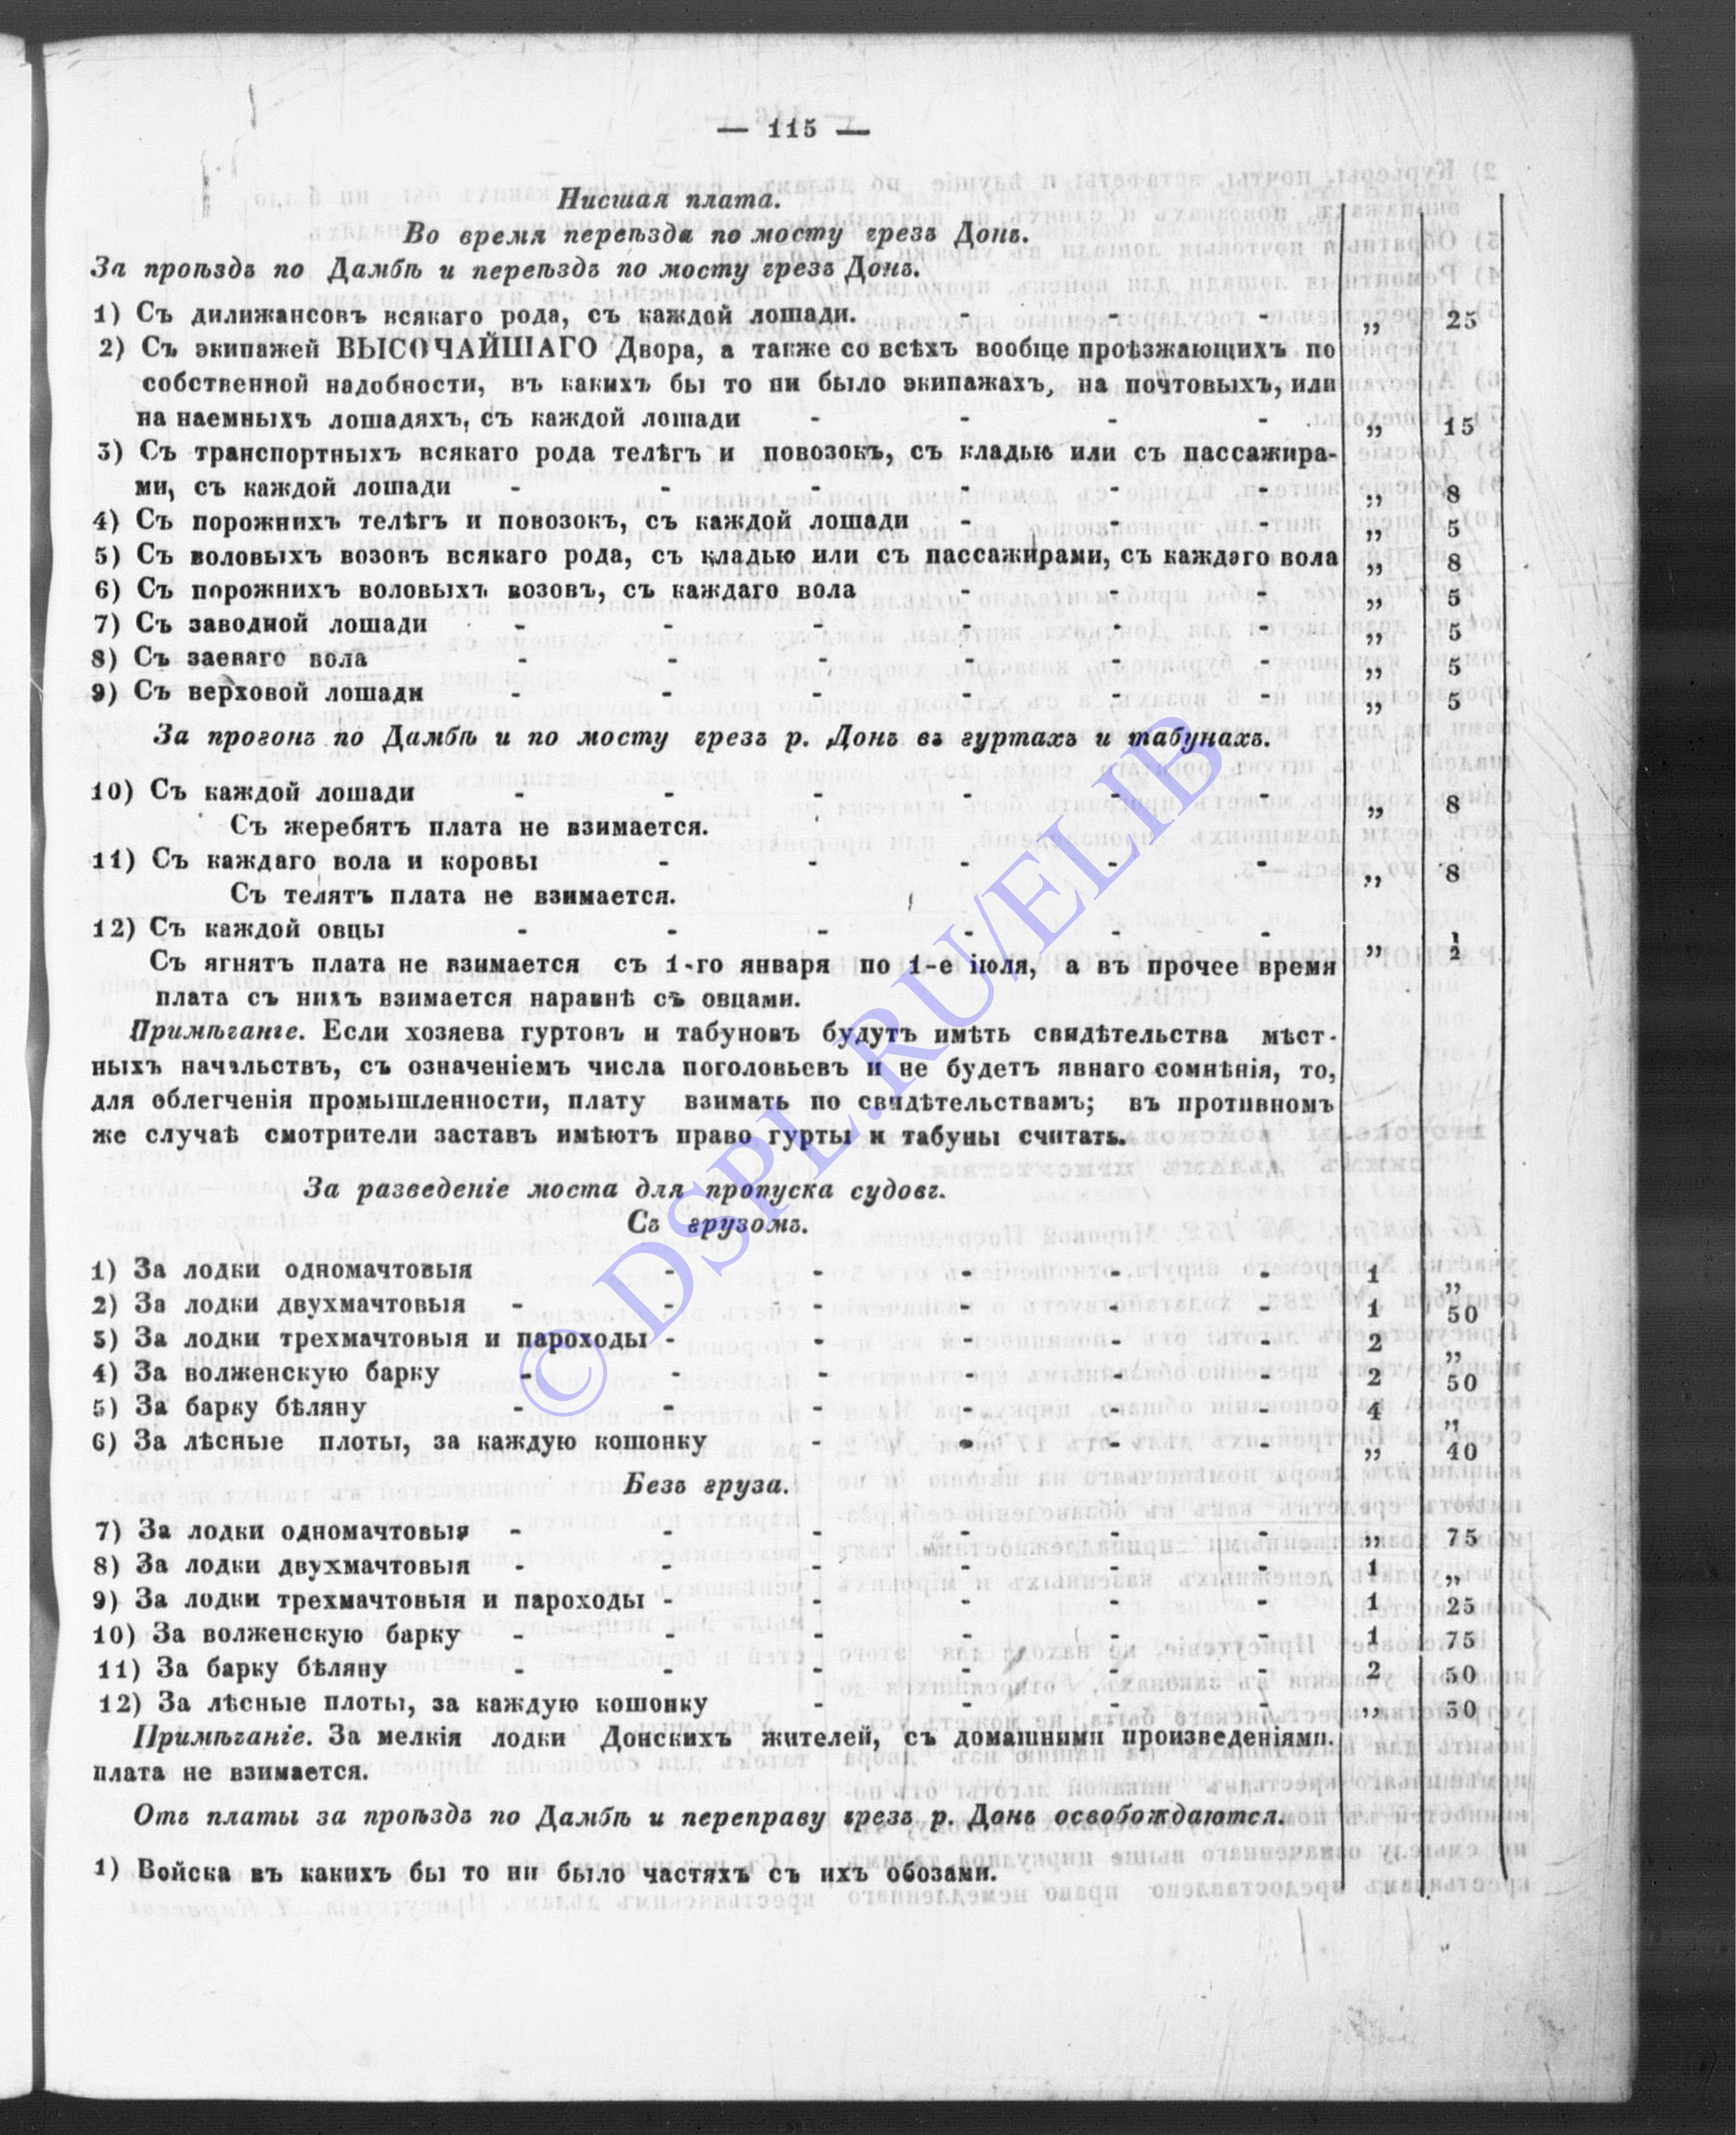 — 115 —
Нисшая плата.
Во время переѣзда по мосту чрезъ Донъ.
За проѣздъ по Дамбѣ и переѣздъ по мосту чрезъ Донъ.
1) Съ дилижансовъ всякаго рода, съ каждой лошади. - - - „ 25
2) Съ экипажей ВЫСОЧАЙШАГО Двора, а также со всѣхъ вообще проѣзжающихъ по
собственной надобности, въ какихъ бы то ни было экипажахъ, на почтовыхъ, или
на наемныхъ лошадяхъ, съ каждой лошади - - - - „ 15
3) Съ транспортныхъ всякаго рода телѣгъ и повозокъ, съ кладью или съ пассажира-
ми, съ каждой лошади - - - - - - „ 8
4) Съ порожнихъ телѣгъ и повозокъ, съ каждой лошади - - - „ 5
5) Съ воловыхъ возовъ всякаго рода, съ кладью или съ пассажирами, съ каждаго вола „ 8
6) Съ порожнихъ воловыхъ возовъ, съ каждаго вола - - - „ 5
7) Съ заводной лошади - - - - - - „ 5
8) Съ заеваго вола - - - - - - „ 5
9) Съ верховой лошади - - - - - - „ 5
За прогонъ по Дамбѣ и по мосту чрезъ р. Донъ въ гуртахъ и табунахъ.
10) Съ каждой лошади - - - - - - „ 8
Съ жеребятъ плата не взимается.
11) Съ каждаго вола и коровы - - - - - „ 8
Съ телятъ плата не взимается.
12) Съ каждой овцы - - - - - - „ ½
Съ ягнятъ плата не взимается съ 1-го января по 1-е іюля, а въ прочее время
плата съ нихъ взимается наравнѣ съ овцами.
Примѣчаніе. Если хозяева гуртовъ и табуновъ будутъ имѣть свидѣтельства мѣст-
ныхъ начальствъ, съ означеніемъ числа поголовьевъ и не будетъ явнаго сомнѣнія, то,
для облегченія промышленности, плату взимать по свидѣтельствамъ; въ противномъ
же случаѣ смотрители заставъ имѣютъ право гурты и табуны считать.
За разведеніе моста для пропуска судовъ.
Съ грузомъ.
1) За лодки одномачтовыя - - - - - 1 „
2) За лодки двухмачтовыя - - - - - - 1 50
3) За лодки трехмачтовыя и пароходы - - - - - 2 „
4) За волженскую барку - - - - - - 2 50
5) За барку бѣляну - - - - - - 4 „
6) За лѣсные плоты, за каждую кошонку - - - - „ 40
Безъ груза.
7) За лодки одномачтовыя - - - - - - „ 75
8) За лодки двухмачтовыя - - - - - - 1 „
9) За лодки трехмачтовыя и пароходы - - - - - 1 25
10) За волженскую барку - - - - - - 1 75
11) За барку бѣляну - - - - - - 2 50
12) За лѣсные плоты, за каждую кошонку - - - - „ 30
Примѣчаніе. За мелкія лодки Донскихъ жителей, съ домашними произведеніями.
плата не взимается.
Отъ платы за проѣздъ по Дамбѣ и переправу чрезъ р. Донъ освобождаются.
1) Войска въ какихъ бы то ни было частяхъ съ ихъ обозами.
© DSPL.RU/ELIB